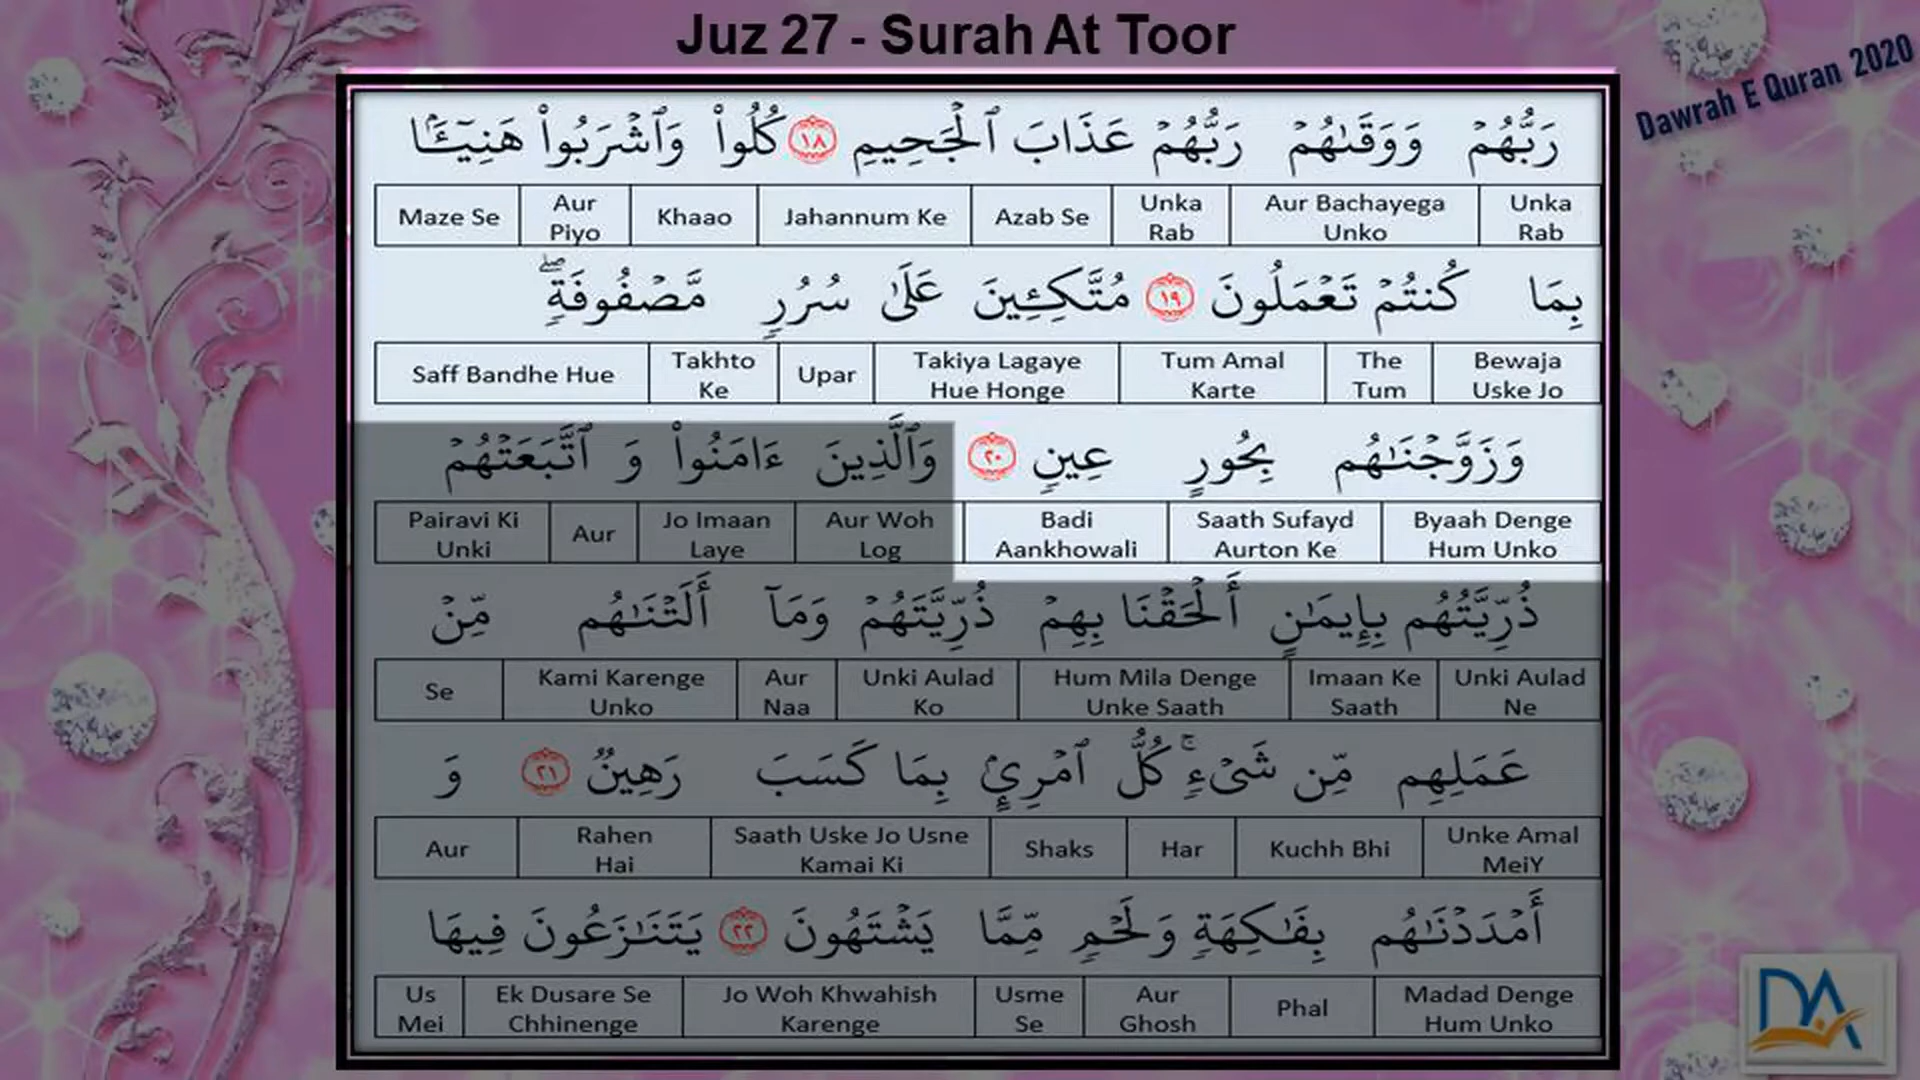 Juz 27 - Surah At Toor
Dawrah E Quran 2020
رَبُّهُمْ وَوَقَىٰهُمْ رَبُّهُمْ عَذَابَ ٱلْجَحِيمِ ١٨ كُلُوا۟ وَٱشْرَبُوا۟ هَنِيٓـَٔۢا
Maze Se | Aur Piyo | Khaao | Jahannum Ke | Azab Se | Unka Rab | Aur Bachayega Unko | Unka Rab
بِمَا كُنتُمْ تَعْمَلُونَ ١٩ مُتَّكِـِٔينَ عَلَىٰ سُرُرٍ مَّصْفُوفَةٍ ۖ
Saff Bandhe Hue | Takhto Ke | Upar | Takiya Lagaye Hue Honge | Tum Amal Karte | The Tum | Bewaja Uske Jo
وَزَوَّجْنَـٰهُم بِحُورٍ عِينٍ ٢٠ وَٱلَّذِينَ ءَامَنُوا۟ وَ ٱتَّبَعَتْهُمْ
Pairavi Ki Unki | Aur | Jo Imaan Laye | Aur Woh Log | Badi Aankhowali | Saath Sufayd Aurton Ke | Byaah Denge Hum Unko
ذُرِّيَّتُهُم بِإِيمَـٰنٍ أَلْحَقْنَا بِهِمْ ذُرِّيَّتَهُمْ وَمَآ أَلَتْنَـٰهُم مِّنْ
Se | Kami Karenge Unko | Aur Naa | Unki Aulad Ko | Hum Mila Denge Unke Saath | Imaan Ke Saath | Unki Aulad Ne
عَمَلِهِم مِّن شَىْءٍ ۚ كُلُّ ٱمْرِئٍۭ بِمَا كَسَبَ رَهِينٌ ٢١ وَ
Aur | Rahen Hai | Saath Uske Jo Usne Kamai Ki | Shaks | Har | Kuchh Bhi | Unke Amal MeiY
أَمْدَدْنَـٰهُم بِفَـٰكِهَةٍ وَلَحْمٍ مِّمَّا يَشْتَهُونَ ٢٢ يَتَنَـٰزَعُونَ فِيهَا
Us Mei | Ek Dusare Se Chhinenge | Jo Woh Khwahish Karenge | Usme Se | Aur Ghosh | Phal | Madad Denge Hum Unko
DA